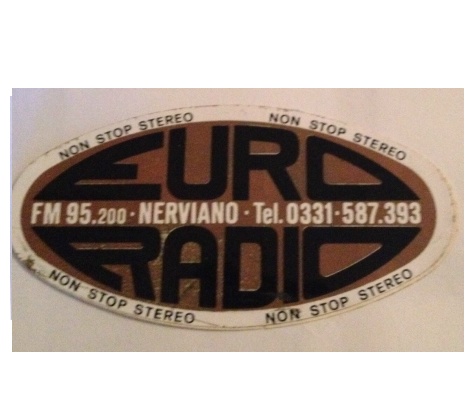 NON STOP STEREO NON STOP STEREO
EURO
FM 95.200 · NERVIANO · Tel. 0331 · 587.393
RADIO
NON STOP STEREO NON STOP STEREO